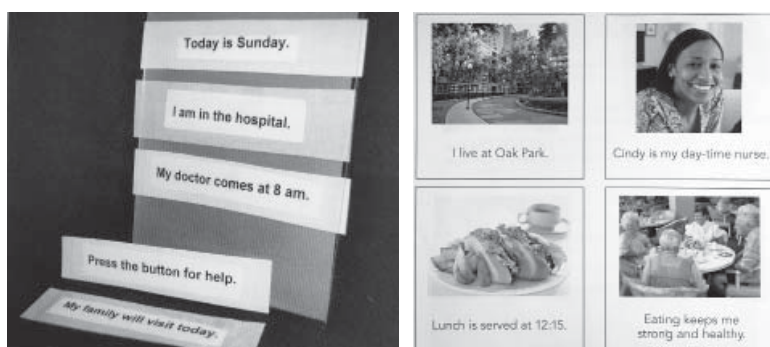 Today is Sunday.
I am in the hospital.
My doctor comes at 8 am.
Press the button for help.
My family will visit today.
I live at Oak Park.
Cindy is my day-time nurse.
Lunch is served at 12:15.
Eating keeps me
strong and healthy.